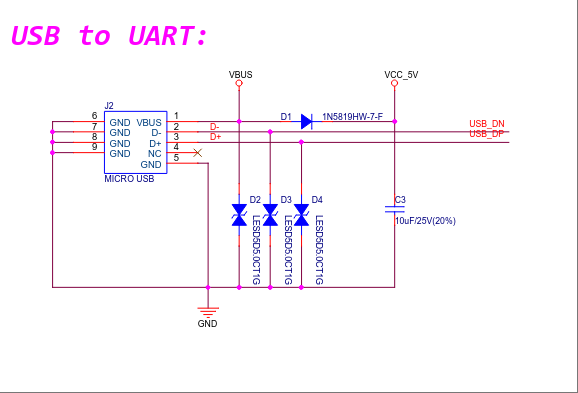 USB to UART:
VBUS
VCC_5V
J2
D1
1N5819HW-7-F
6 GND VBUS 1
7 GND D- 2 D-
8 GND D+ 3 D+
9 GND NC 4
GND 5
USB_DN
USB_DP
MICRO USB
D2
D3
D4
LESD5D5.0CT1G
LESD5D5.0CT1G
LESD5D5.0CT1G
C3
10uF/25V(20%)
GND